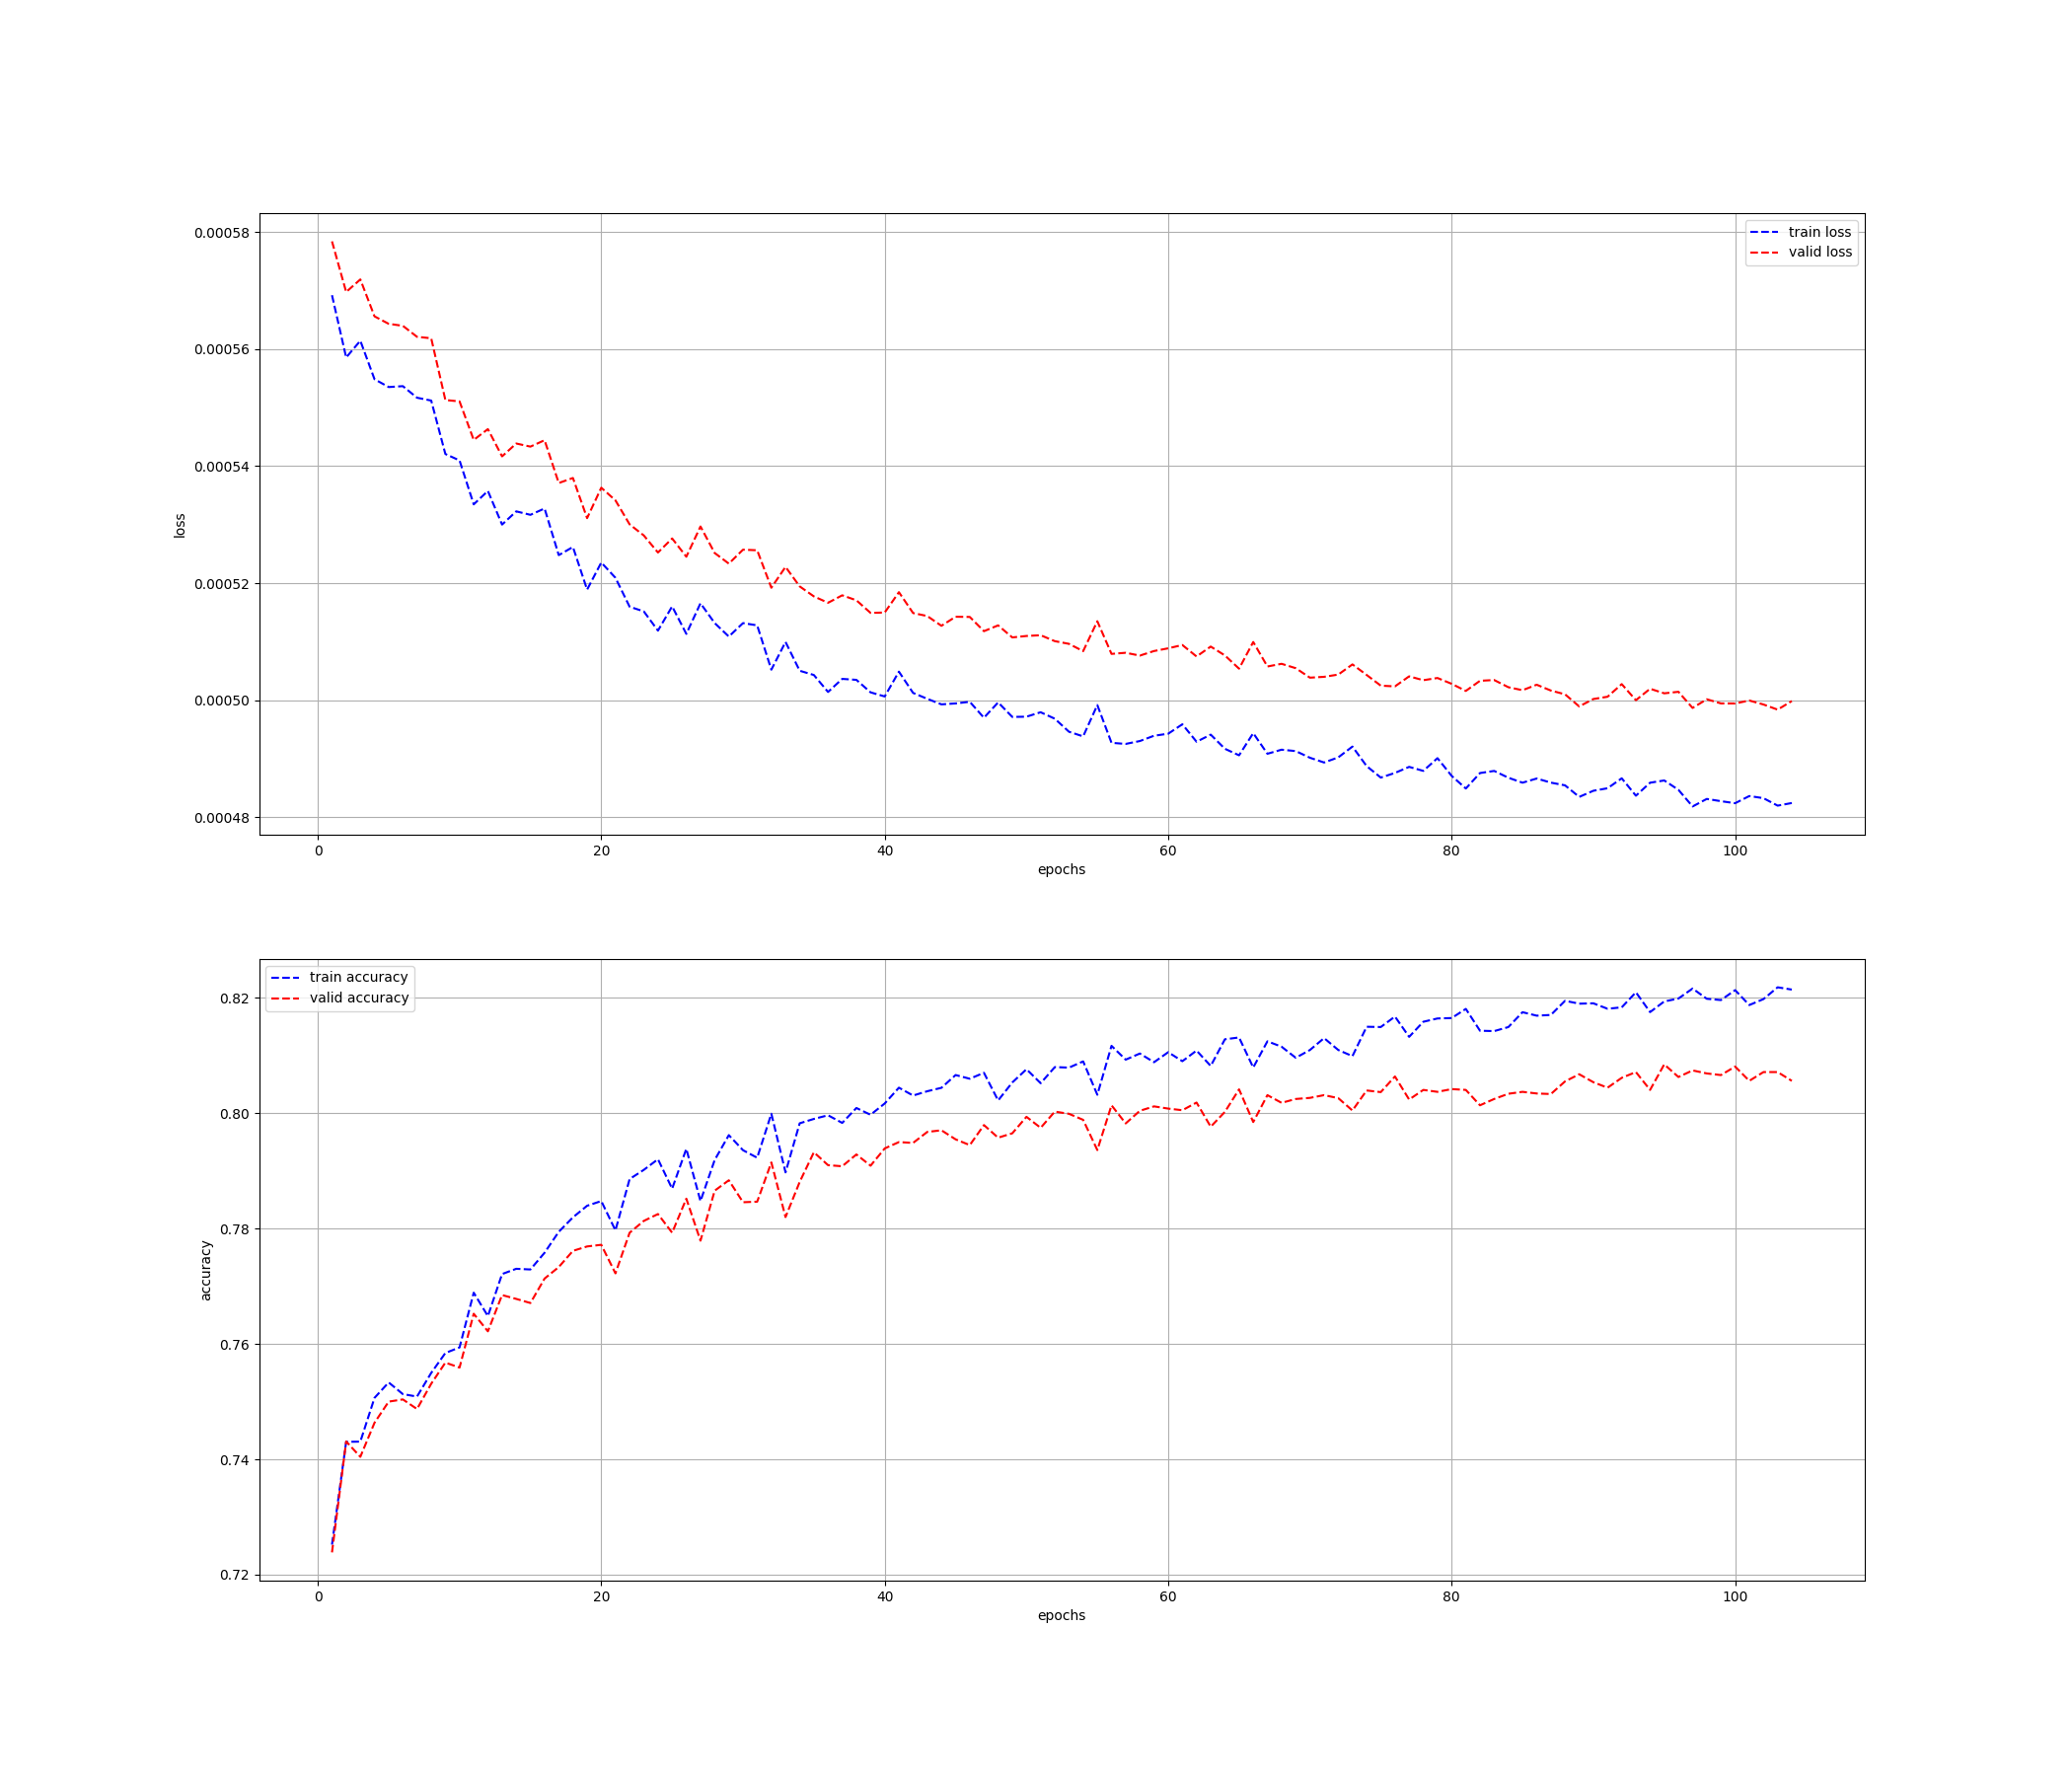 0.00058
0.00056
0.00054
0.00052
0.00050
0.00048
loss
train loss
valid loss
0 20 40 60 80 100
epochs
train accuracy
valid accuracy
0.82
0.80
0.78
0.76
0.74
0.72
accuracy
0 20 40 60 80 100
epochs